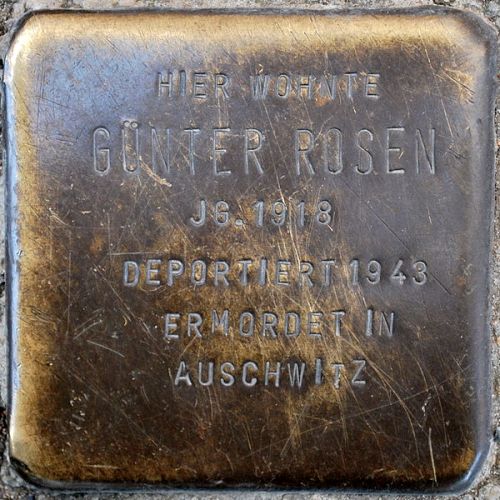 HIER WOHNTE
GÜNTER ROSEN
JG. 1918
DEPORTIERT 1943
ERMORDET IN
AUSCHWITZ